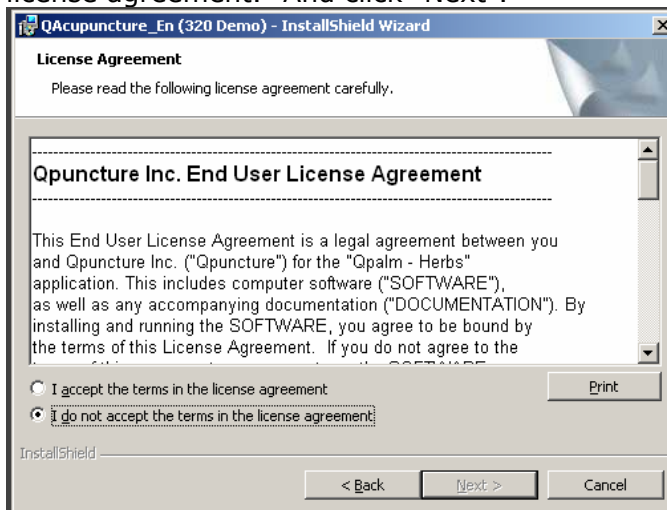 license agreement. And click "Next".
QAcupuncture_En (320 Demo) - InstallShield Wizard
License Agreement
Please read the following license agreement carefully.
Qpuncture Inc. End User License Agreement
This End User License Agreement is a legal agreement between you
and Qpuncture Inc. ("Qpuncture") for the "Qpalm - Herbs"
application. This includes computer software ("SOFTWARE"),
as well as any accompanying documentation ("DOCUMENTATION"). By
installing and running the SOFTWARE, you agree to be bound by
the terms of this License Agreement. If you do not agree to the
I accept the terms in the license agreement
Print
I do not accept the terms in the license agreement
InstallShield
< Back
Next >
Cancel